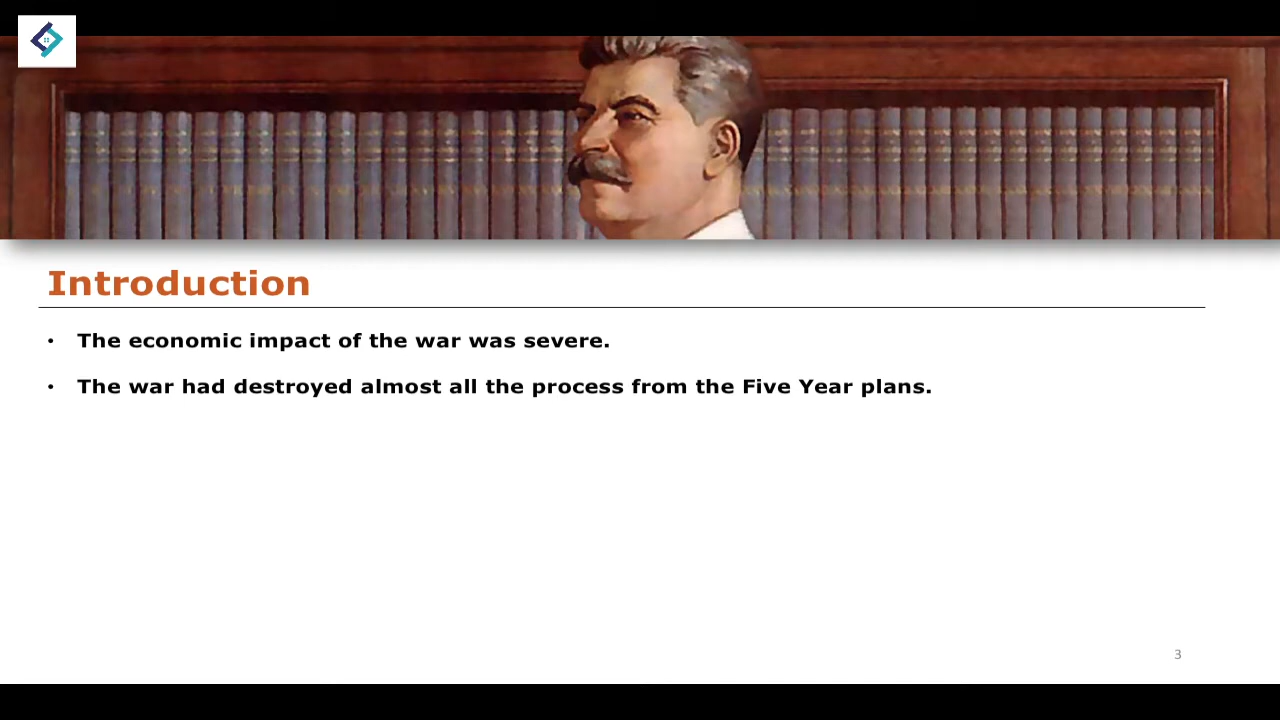 Introduction
• The economic impact of the war was severe.
• The war had destroyed almost all the process from the Five Year plans.
3